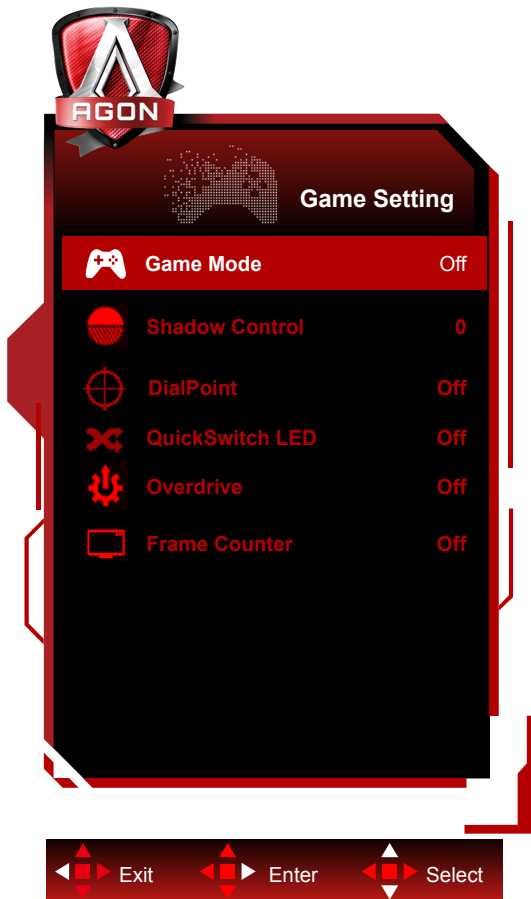 AGON
Game Setting
Game Mode Off
Shadow Control 0
DialPoint Off
QuickSwitch LED Off
Overdrive Off
Frame Counter Off
Exit Enter Select